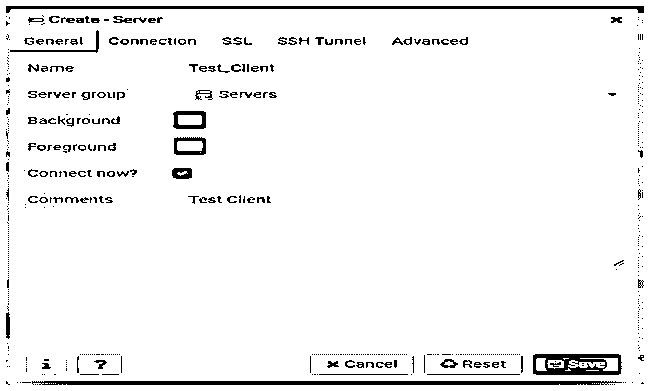 Create - Server
General Connection SSL SSH Tunnel Advanced
Name Test_Client
Server group Servers
Background
Foreground
Connect now?
Comments Test Client
i ? Cancel Reset Save